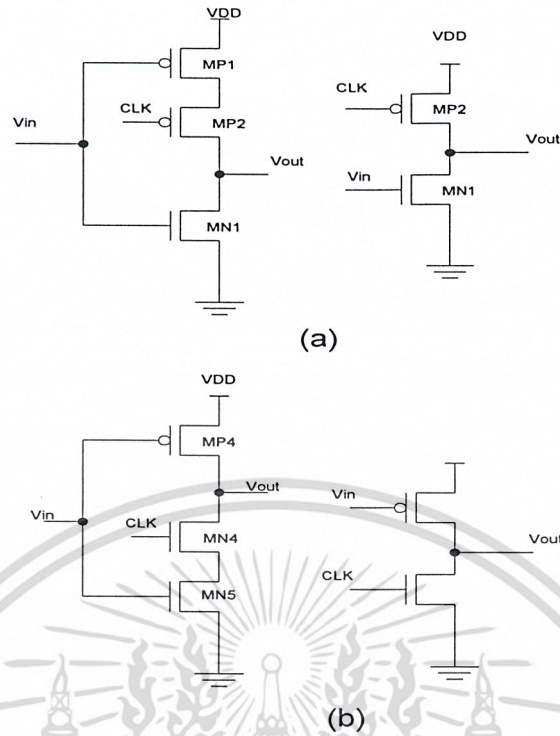 VDD
MP1
CLK
MP2
Vin
Vout
MN1
VDD
CLK
MP2
Vout
Vin
MN1
(a)
VDD
MP4
Vout
Vin
CLK
MN4
MN5
Vin
Vout
CLK
(b)